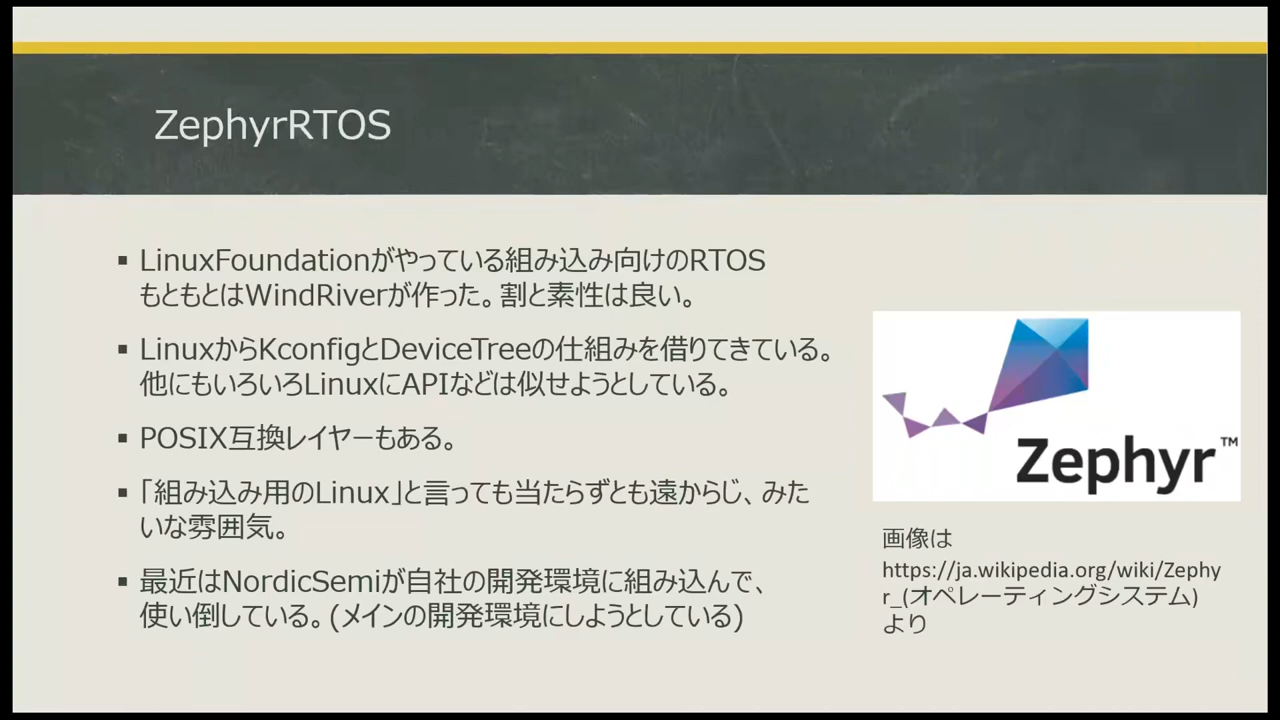 ZephyrRTOS
▪ LinuxFoundationがやっている組み込み向けのRTOS
もともとはWindRiverが作った。割と素性は良い。
▪ LinuxからKconfigとDeviceTreeの仕組みを借りてきている。
他にもいろいろLinuxにAPIなどは似せようとしている。
▪ POSIX互換レイヤーもある。
▪ 「組み込み用のLinux」と言っても当たらずとも遠からじ、みた
いな雰囲気。
▪ 最近はNordicSemiが自社の開発環境に組み込んで、
使い倒している。(メインの開発環境にしようとしている)
Zephyr™
画像は
https://ja.wikipedia.org/wiki/Zephy
r_(オペレーティングシステム)
より